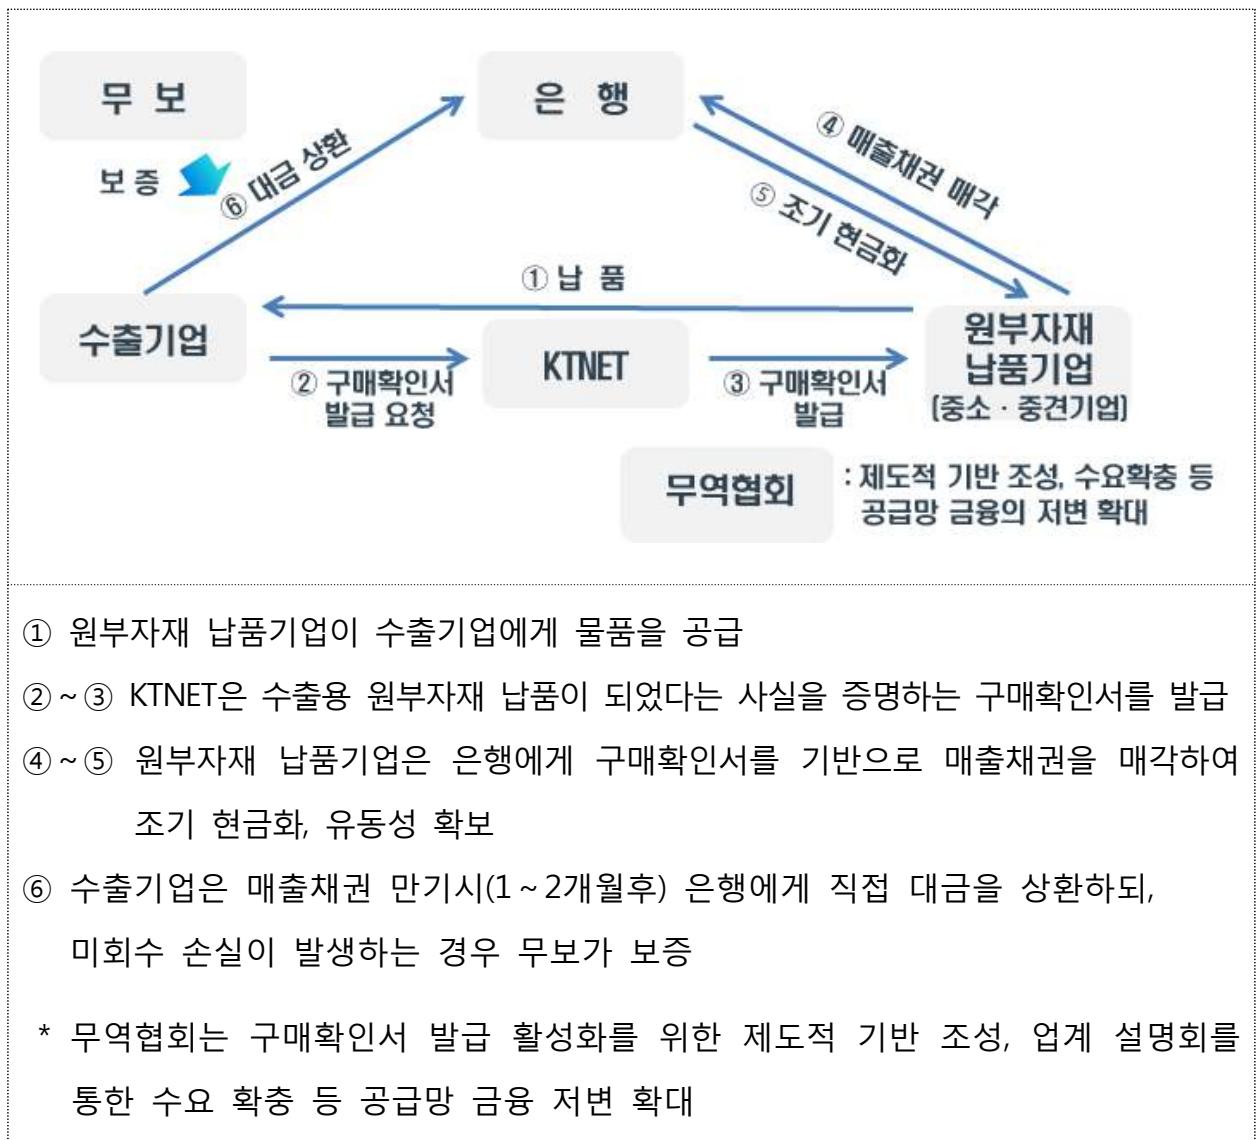 무 보
은 행
보 증
⑥ 대금 상환
④ 매출채권 매각
⑤ 조기 현금화
① 납 품
수출기업
KTNET
원부자재
납품기업
(중소 · 중견기업)
② 구매확인서
발급 요청
③ 구매확인서
발급
무역협회
: 제도적 기반 조성, 수요확충 등
공급망 금융의 저변 확대
① 원부자재 납품기업이 수출기업에게 물품을 공급
②~③ KTNET은 수출용 원부자재 납품이 되었다는 사실을 증명하는 구매확인서를 발급
④~⑤ 원부자재 납품기업은 은행에게 구매확인서를 기반으로 매출채권을 매각하여
조기 현금화, 유동성 확보
⑥ 수출기업은 매출채권 만기시(1~2개월후) 은행에게 직접 대금을 상환하되,
미회수 손실이 발생하는 경우 무보가 보증
* 무역협회는 구매확인서 발급 활성화를 위한 제도적 기반 조성, 업계 설명회를
통한 수요 확충 등 공급망 금융 저변 확대